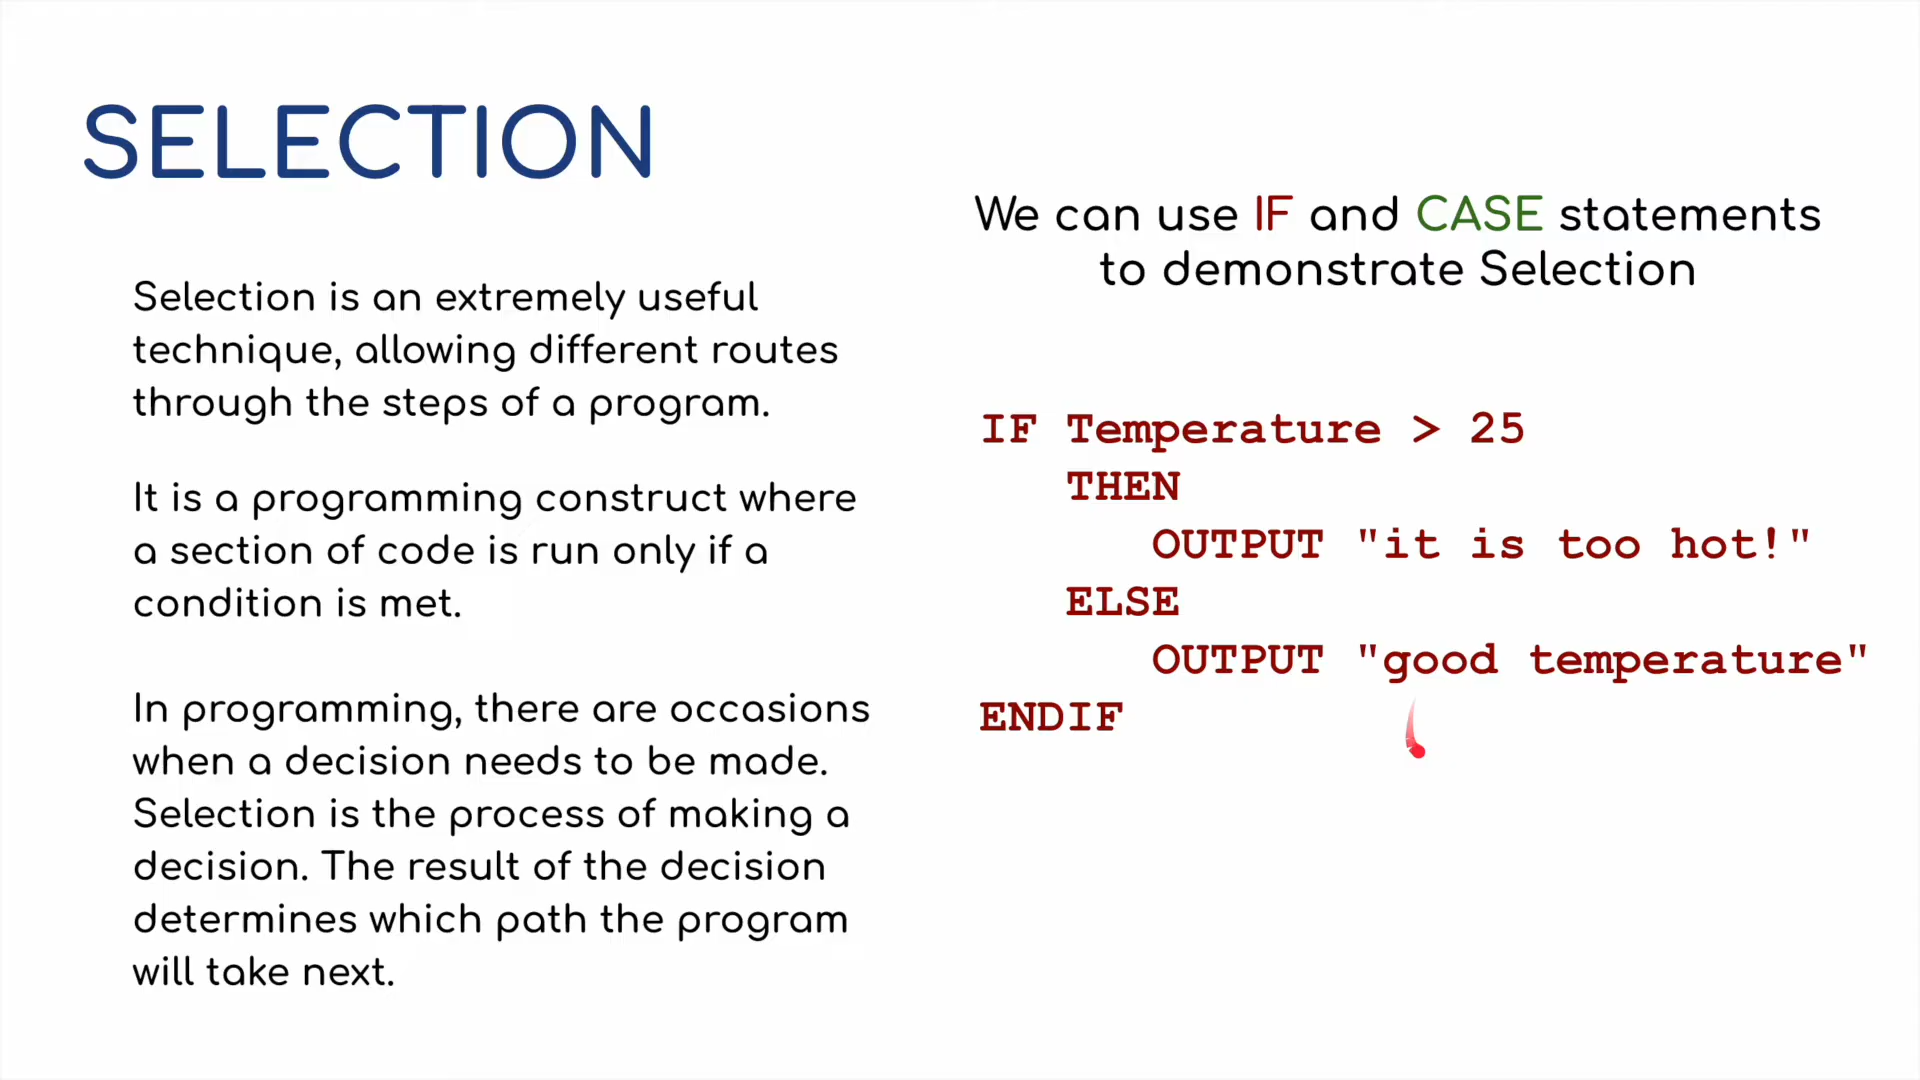 SELECTION
Selection is an extremely useful
technique, allowing different routes
through the steps of a program.
It is a programming construct where
a section of code is run only if a
condition is met.
In programming, there are occasions
when a decision needs to be made.
Selection is the process of making a
decision. The result of the decision
determines which path the program
will take next.
We can use IF and CASE statements
to demonstrate Selection
IF Temperature > 25
THEN
OUTPUT "it is too hot!"
ELSE
OUTPUT "good temperature"
ENDIF